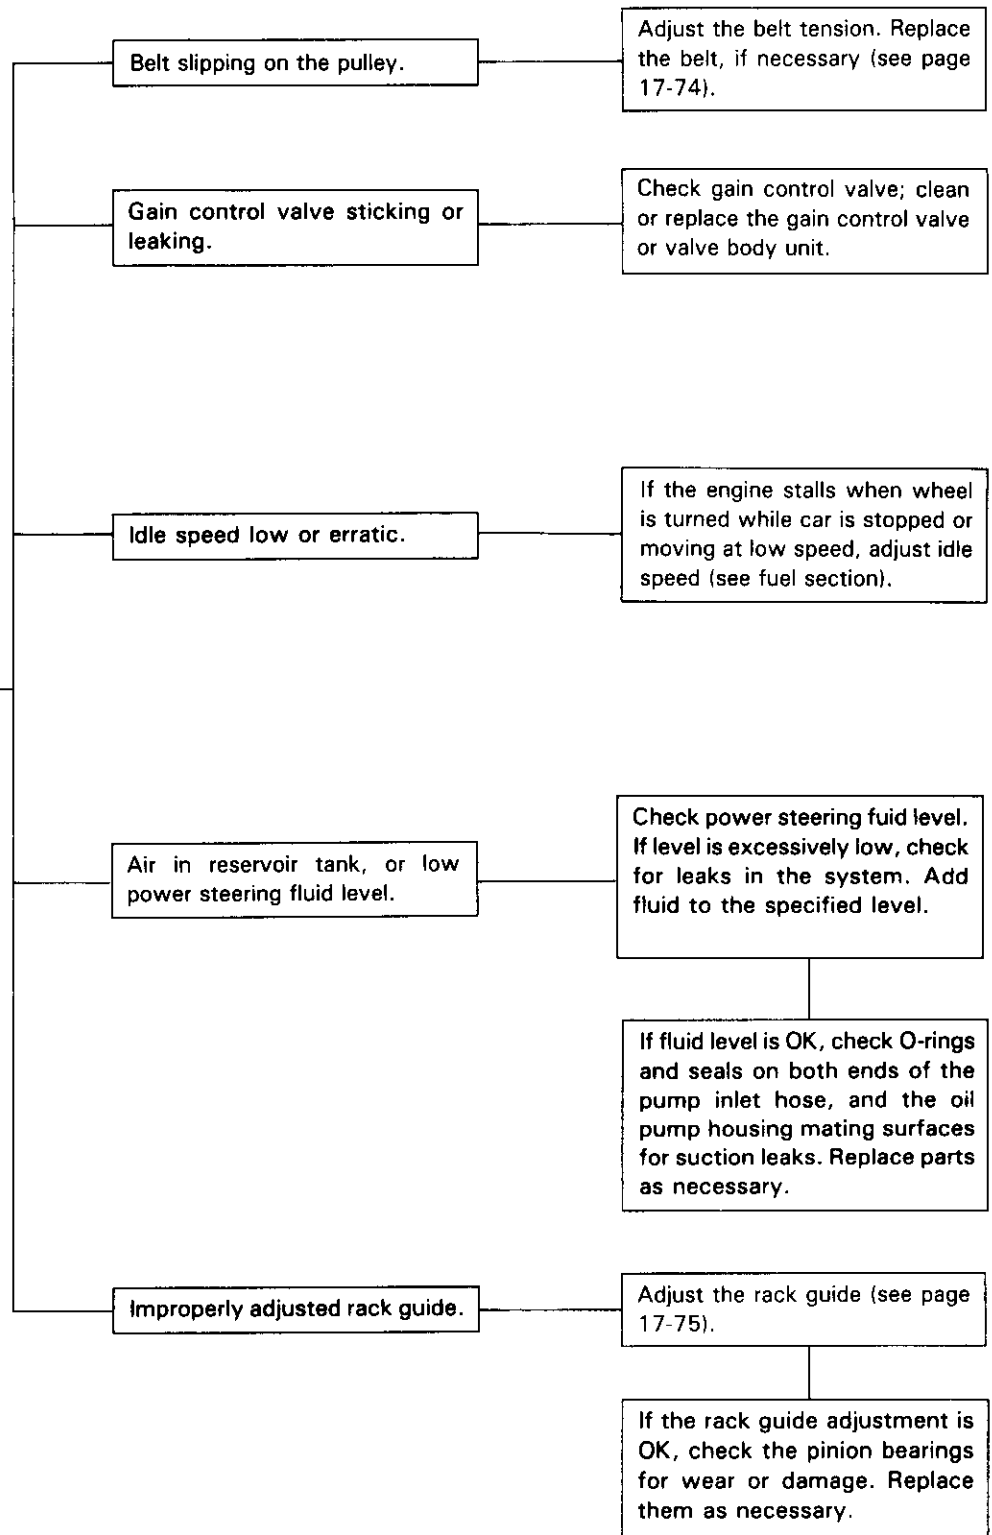 Belt slipping on the pulley.
Adjust the belt tension. Replace
the belt, if necessary (see page
17-74).
Gain control valve sticking or
leaking.
Check gain control valve; clean
or replace the gain control valve
or valve body unit.
Idle speed low or erratic.
If the engine stalls when wheel
is turned while car is stopped or
moving at low speed, adjust idle
speed (see fuel section).
Air in reservoir tank, or low
power steering fluid level.
Check power steering fuid level.
If level is excessively low, check
for leaks in the system. Add
fluid to the specified level.
If fluid level is OK, check O-rings
and seals on both ends of the
pump inlet hose, and the oil
pump housing mating surfaces
for suction leaks. Replace parts
as necessary.
Improperly adjusted rack guide.
Adjust the rack guide (see page
17-75).
If the rack guide adjustment is
OK, check the pinion bearings
for wear or damage. Replace
them as necessary.